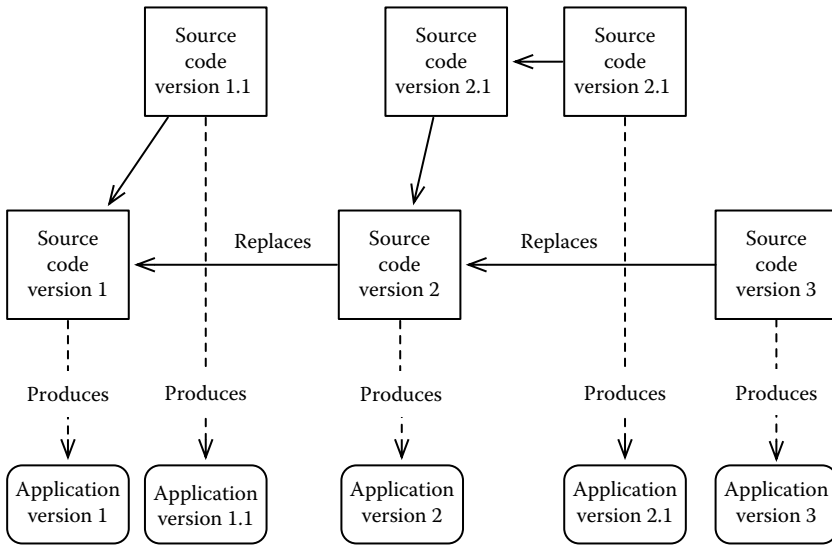 Source
code
version 1.1
Source
code
version 2.1
Source
code
version 2.1
Source
code
version 1
Replaces
Source
code
version 2
Replaces
Source
code
version 3
Produces
Produces
Produces
Produces
Produces
Application
version 1
Application
version 1.1
Application
version 2
Application
version 2.1
Application
version 3